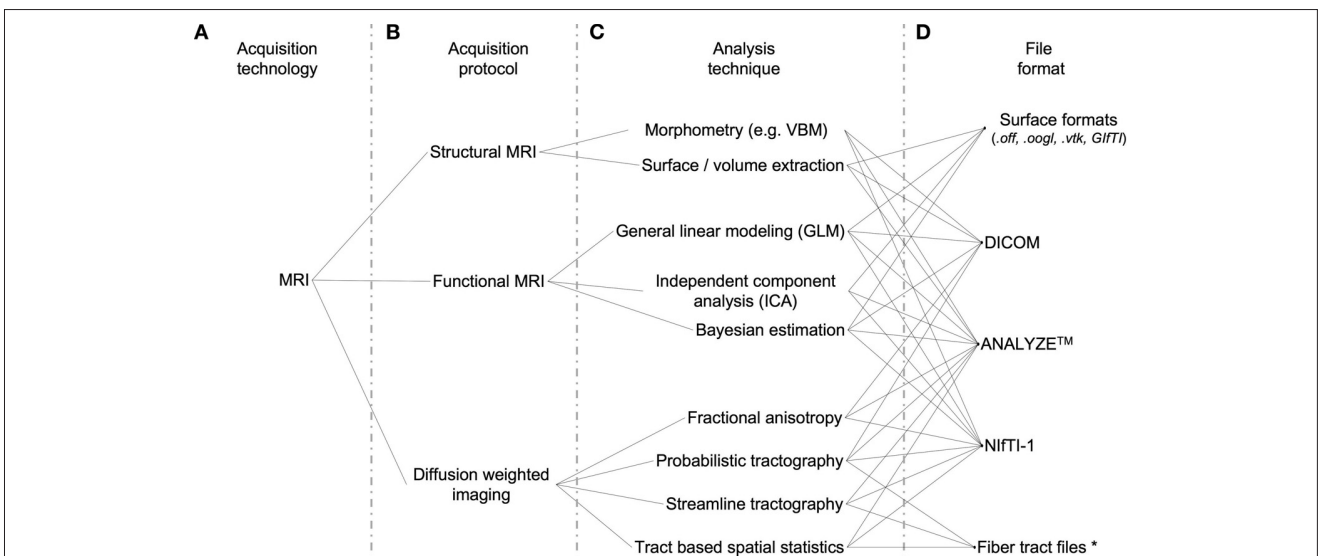 A
Acquisition
technology
B
Acquisition
protocol
C
Analysis
technique
D
File
format
MRI
Structural MRI
Functional MRI
Diffusion weighted
imaging
Morphometry (e.g. VBM)
Surface / volume extraction
General linear modeling (GLM)
Independent component
analysis (ICA)
Bayesian estimation
Fractional anisotropy
Probabilistic tractography
Streamline tractography
Tract based spatial statistics
Surface formats
(.off, .oogl, .vtk, GIfTI)
DICOM
ANALYZE™
NIfTI-1
Fiber tract files *